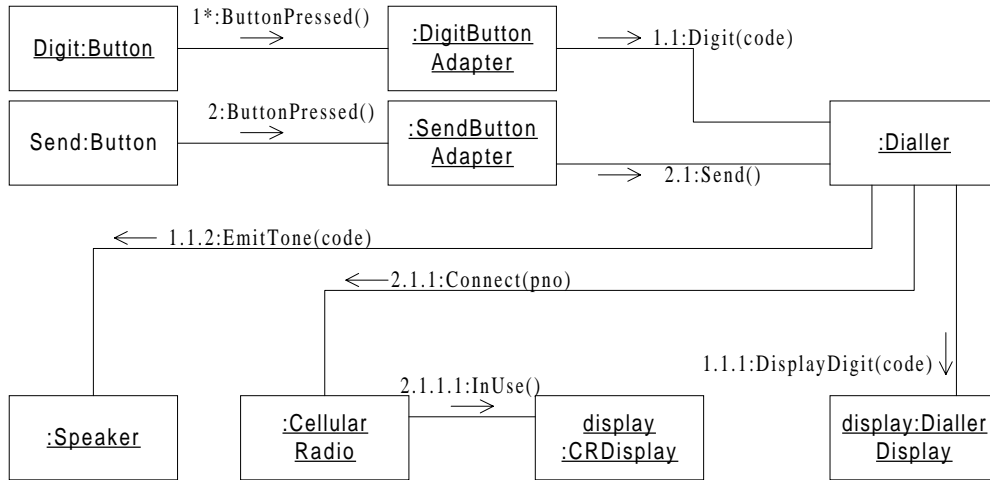 1*:ButtonPressed()
Digit:Button
:DigitButton
Adapter
1.1:Digit(code)
2:ButtonPressed()
Send:Button
:SendButton
Adapter
:Dialler
2.1:Send()
1.1.2:EmitTone(code)
2.1.1:Connect(pno)
1.1.1:DisplayDigit(code)
2.1.1.1:InUse()
:Speaker
:Cellular
Radio
display
:CRDisplay
display:Dialler
Display